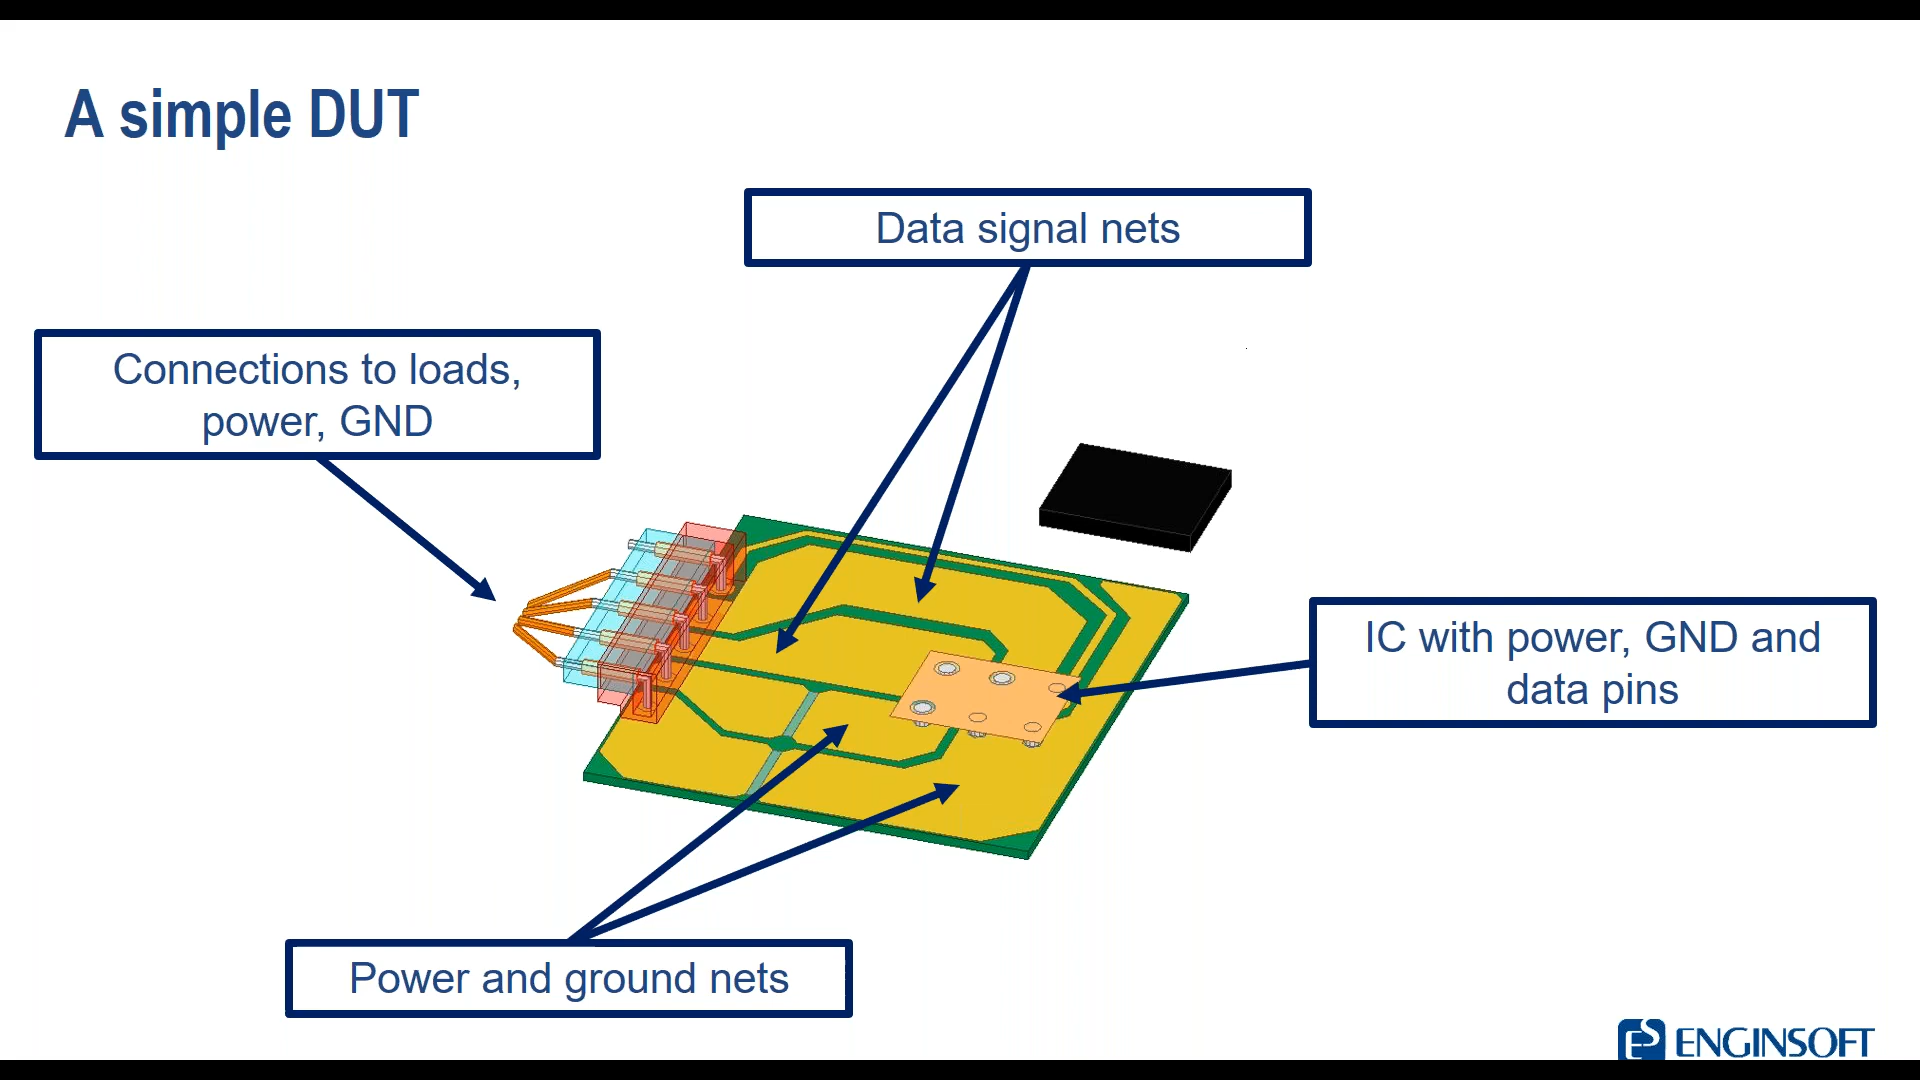 A simple DUT
Data signal nets
Connections to loads,
power, GND
IC with power, GND and
data pins
Power and ground nets
ES ENGINSOFT